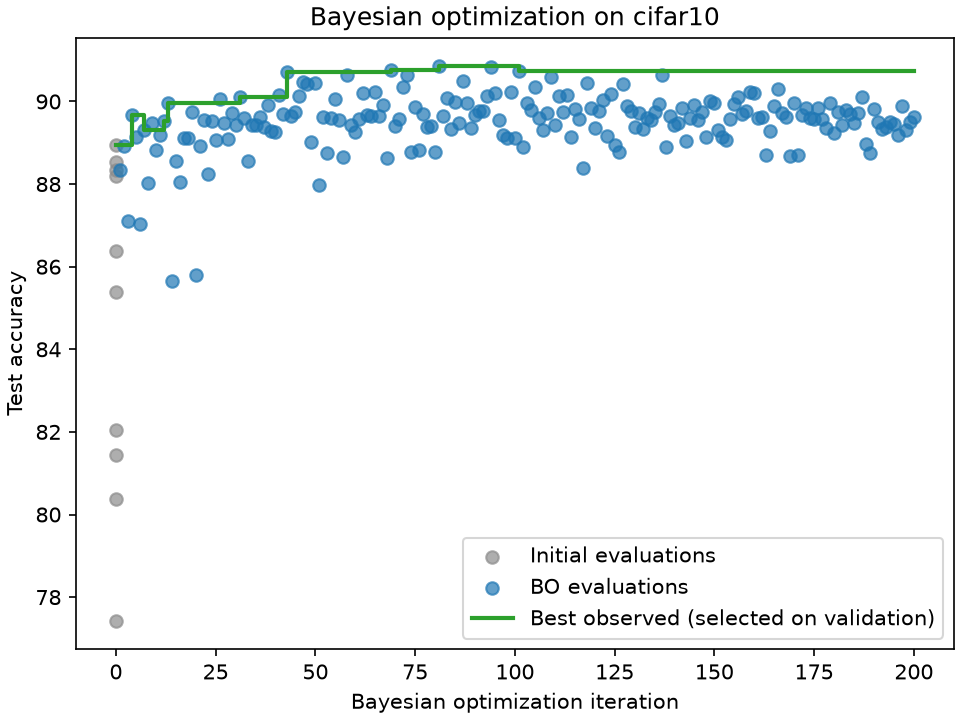 Bayesian optimization on cifar10
Test accuracy
90
88
86
84
82
80
78
Initial evaluations
BO evaluations
Best observed (selected on validation)
0 25 50 75 100 125 150 175 200
Bayesian optimization iteration